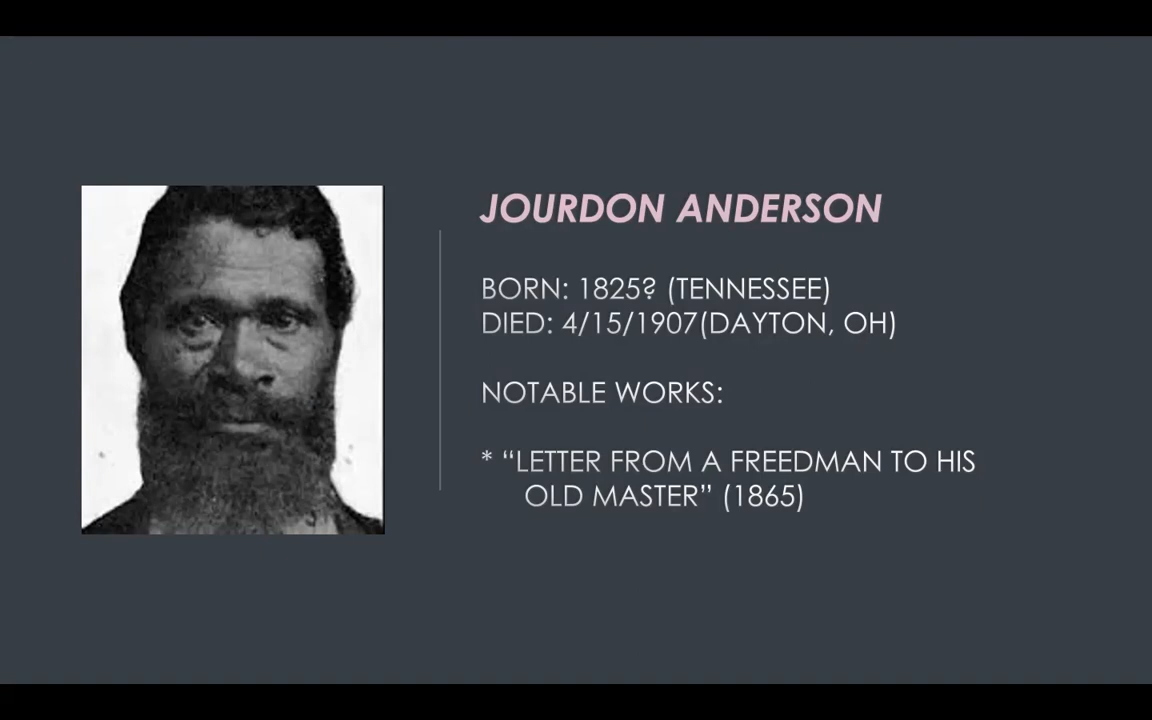 JOURDON ANDERSON
BORN: 1825? (TENNESSEE)
DIED: 4/15/1907(DAYTON, OH)
NOTABLE WORKS:
* “LETTER FROM A FREEDMAN TO HIS
OLD MASTER” (1865)